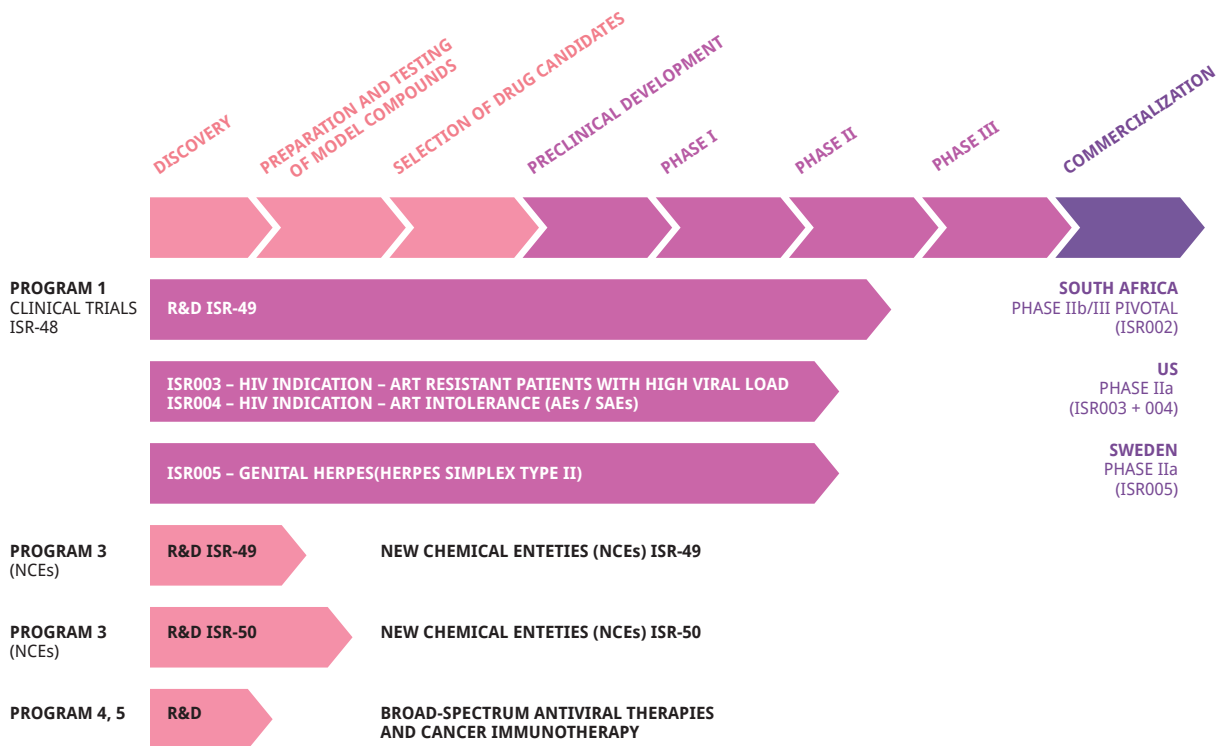 DISCOVERY
PREPARATION AND TESTING
OF MODEL COMPOUNDS
SELECTION OF DRUG CANDIDATES
PRECLINICAL DEVELOPMENT
PHASE I
PHASE II
PHASE III
COMMERCIALIZATION
PROGRAM 1
CLINICAL TRIALS
ISR-48
R&D ISR-49
SOUTH AFRICA
PHASE IIb/III PIVOTAL
(ISR002)
ISR003 – HIV INDICATION – ART RESISTANT PATIENTS WITH HIGH VIRAL LOAD
ISR004 – HIV INDICATION – ART INTOLERANCE (AEs / SAEs)
US
PHASE IIa
(ISR003 + 004)
ISR005 – GENITAL HERPES(HERPES SIMPLEX TYPE II)
SWEDEN
PHASE IIa
(ISR005)
PROGRAM 3
(NCEs)
R&D ISR-49
NEW CHEMICAL ENTETIES (NCEs) ISR-49
PROGRAM 3
(NCEs)
R&D ISR-50
NEW CHEMICAL ENTETIES (NCEs) ISR-50
PROGRAM 4, 5
R&D
BROAD-SPECTRUM ANTIVIRAL THERAPIES
AND CANCER IMMUNOTHERAPY